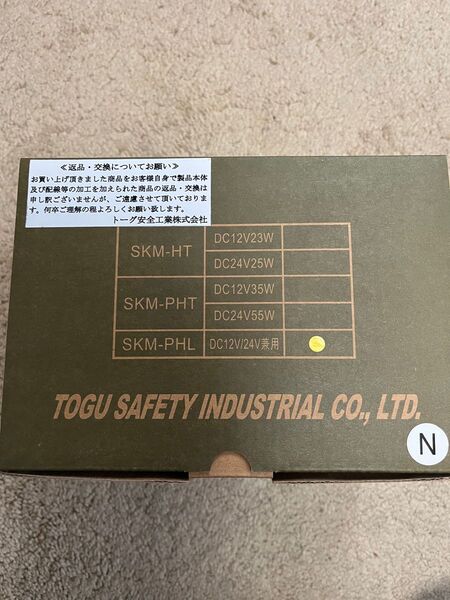 ≪返品・交換についてお願い≫
お買い上げ頂きました商品をお客様自身で製品本体
及び配線等の加工を加えられた商品の返品・交換は
申し訳ございませんが、ご遠慮させて頂いておりま
す。何卒ご理解の程よろしくお願い致します。
トーグ安全工業株式会社
SKM-HT
DC12V23W
DC24V25W
SKM-PHT
DC12V35W
DC24V55W
SKM-PHL
DC12V/24V兼用
TOGU SAFETY INDUSTRIAL CO., LTD.
N